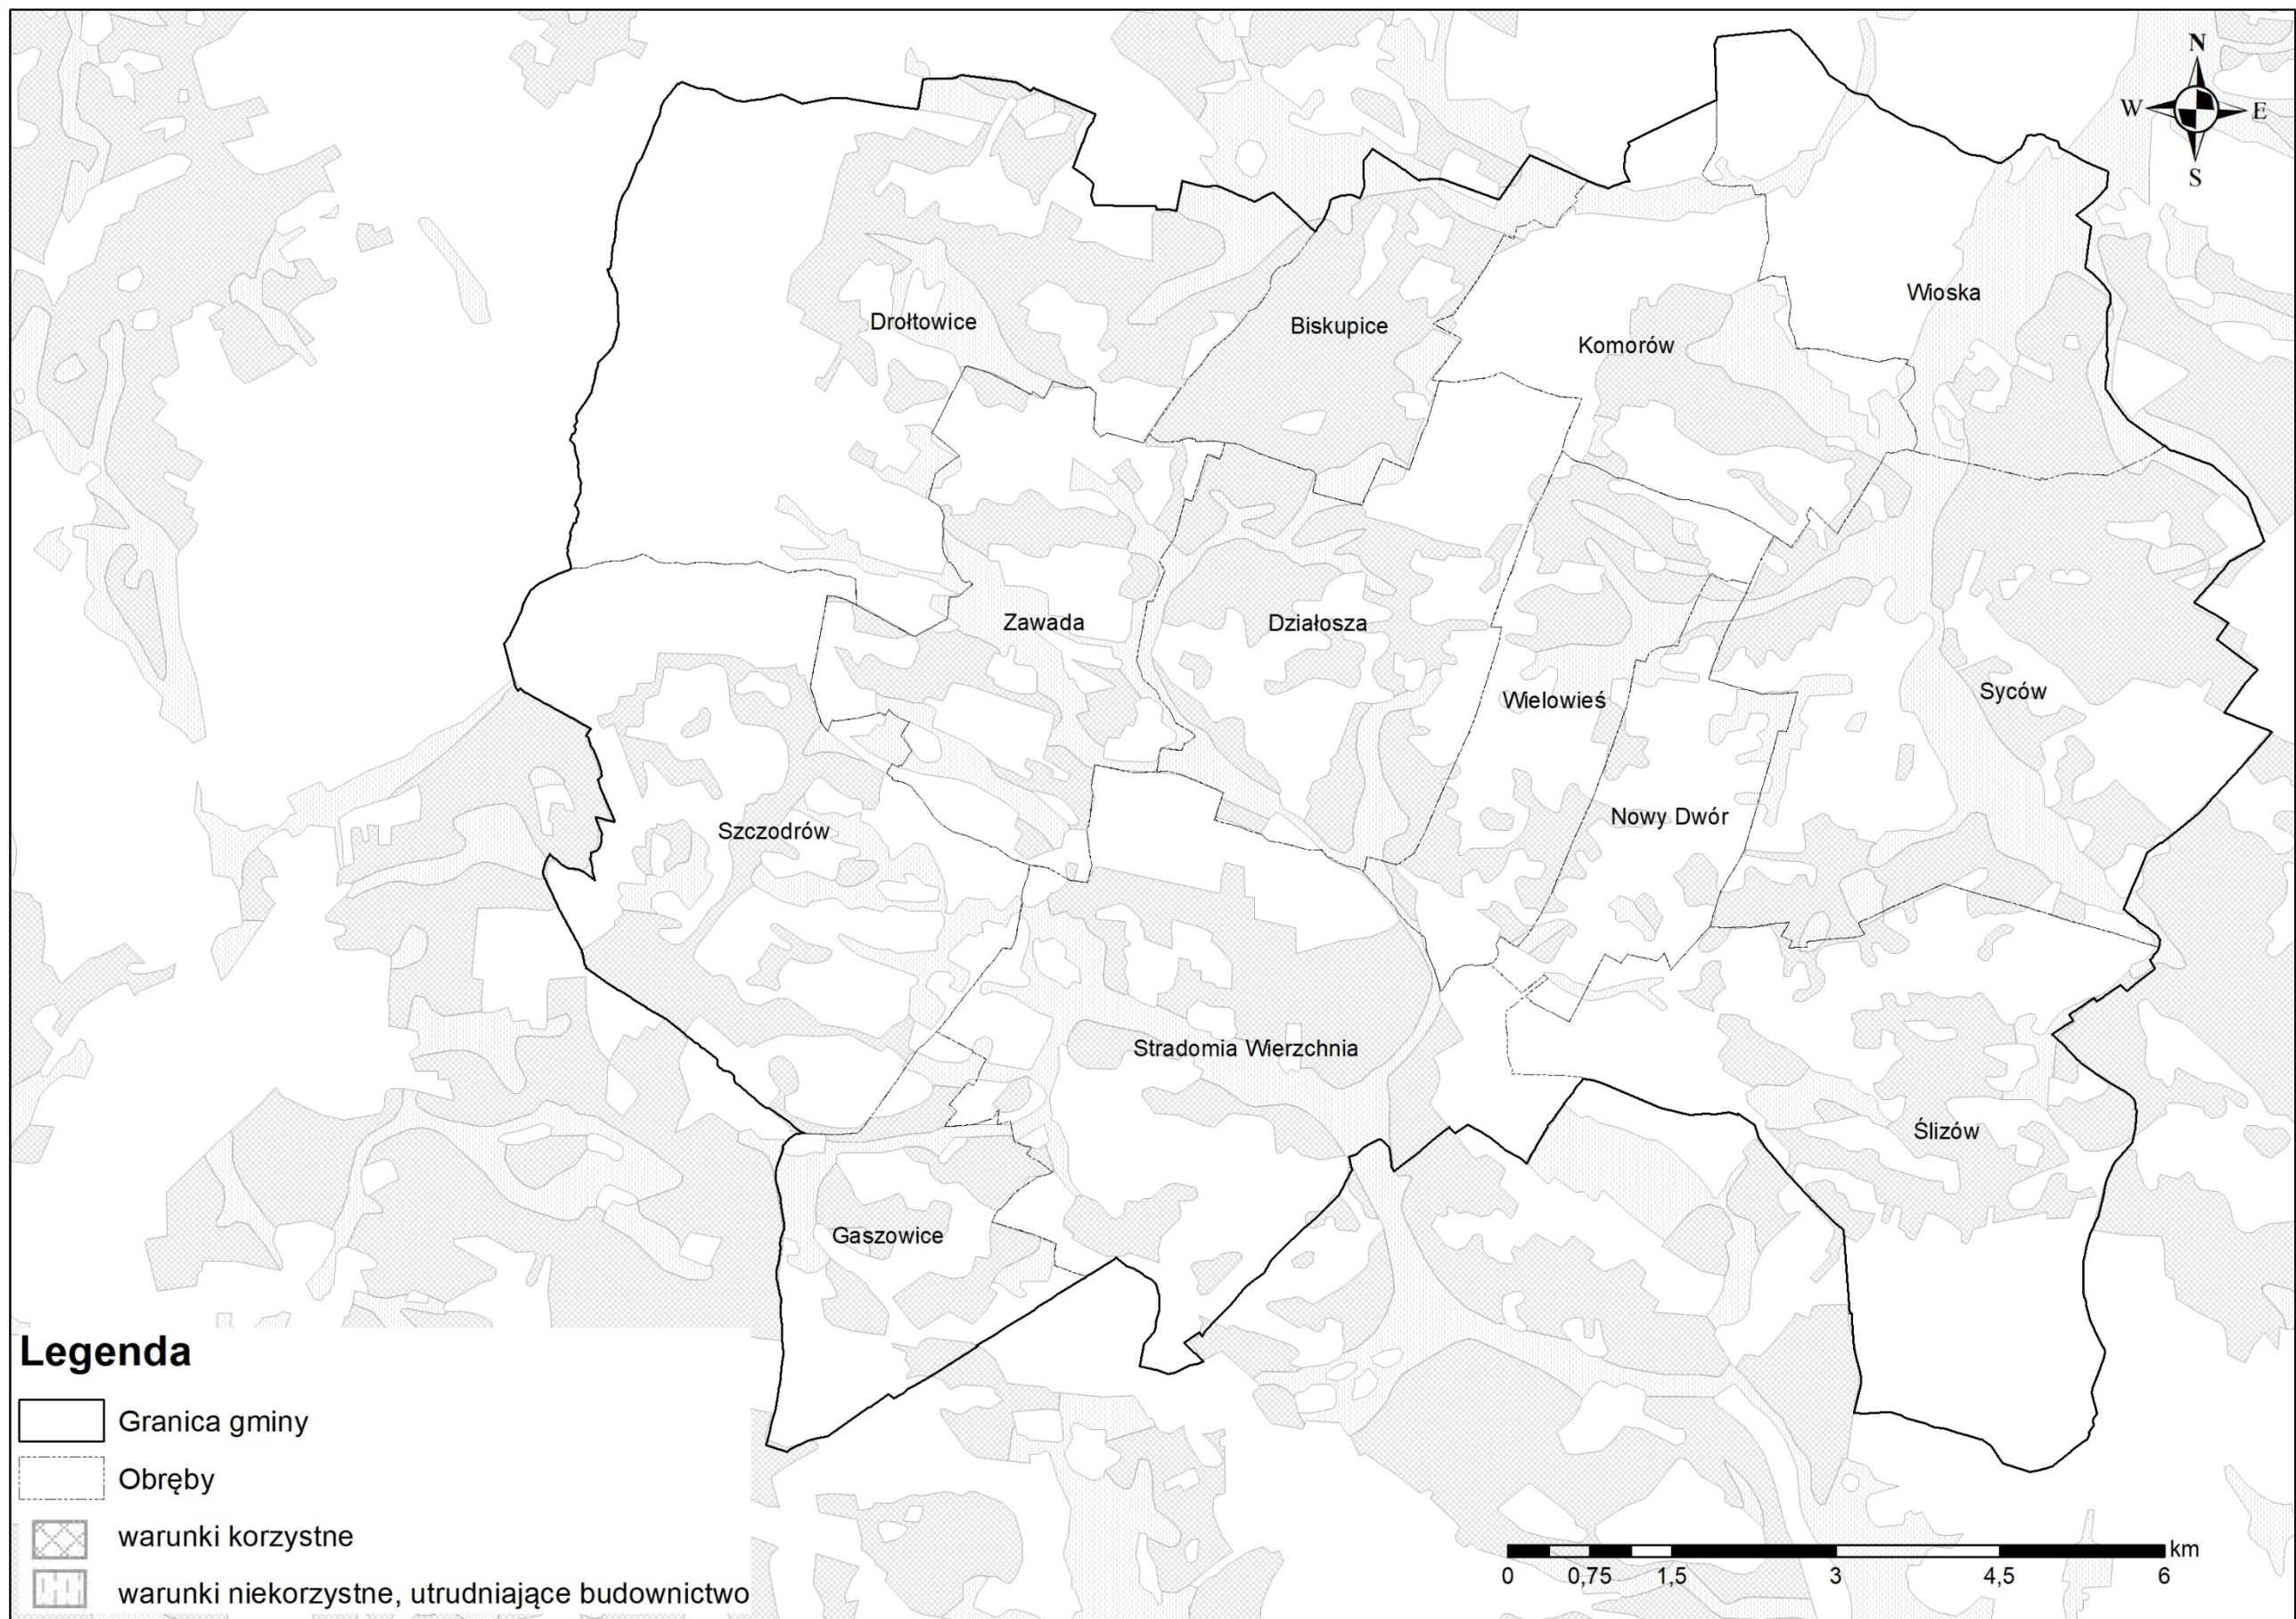 N
W E
S
Wioska
Drołtowice
Biskupice
Komorów
Zawada
Działosza
Syców
Wielowieś
Nowy Dwór
Szczodrów
Stradomia Wierzchnia
Ślizów
Gaszowice
Legenda
Granica gminy
Obręby
warunki korzystne
warunki niekorzystne, utrudniające budownictwo
km
0 0,75 1,5 3 4,5 6